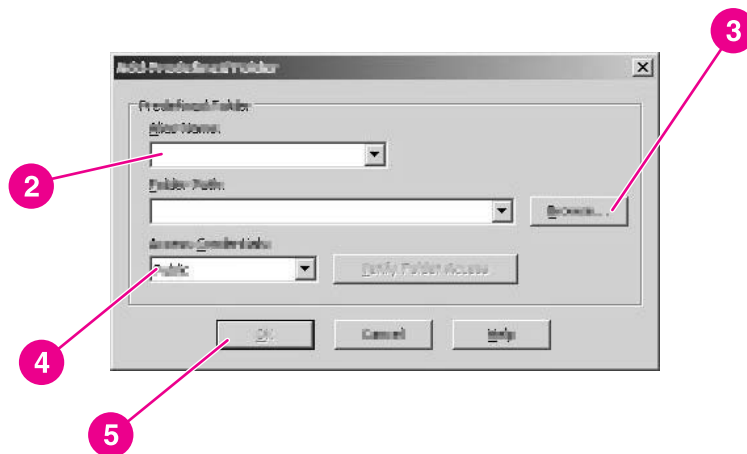 3
Add Predefined Folder
Predefined Folder
Alias Name:
2
Folder Path:
Browse...
Access Credentials:
Public
Verify Folder Access
4
OK
Cancel
Help
5